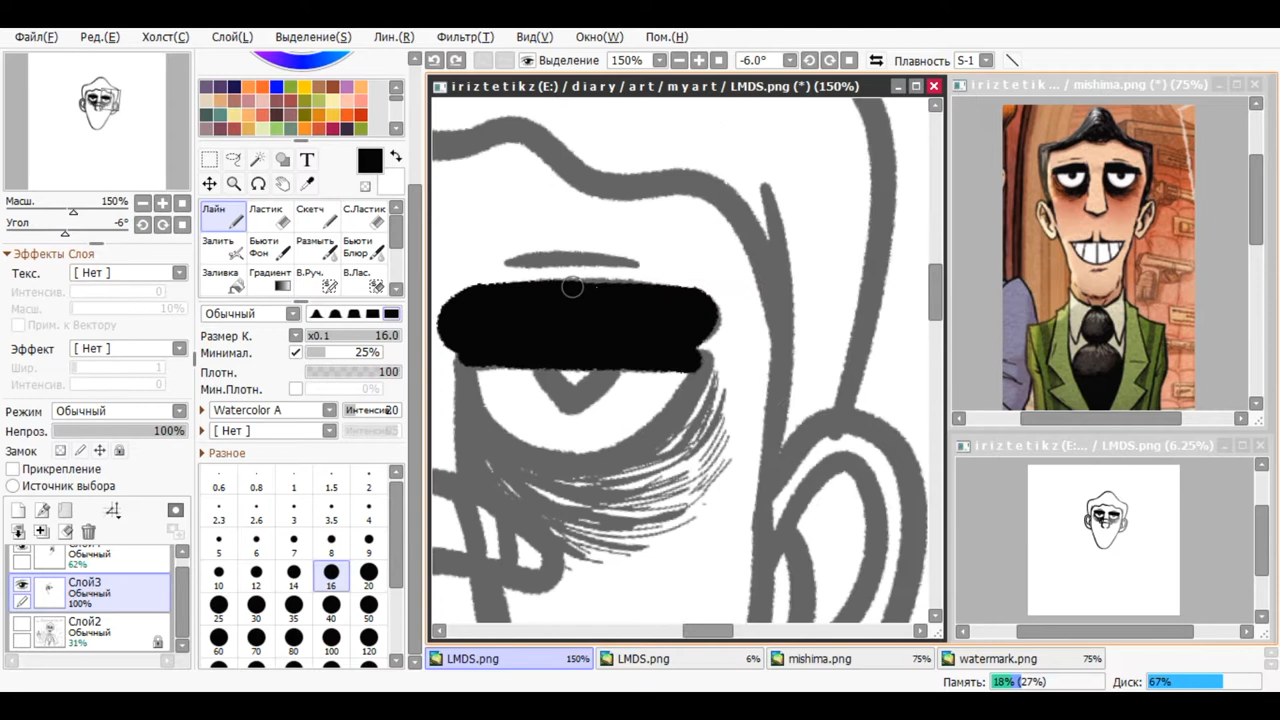 Файл(F) Ред.(E) Холст(C) Слой(L) Выделение(S) Лин.(R) Фильтр(T) Вид(V) Окно(W) Пом.(H)
Выделение 150% -6.0° Плавность S-1
iriztetikz (E:) / diary / art / my art / LMDS.png (*) (150%)
iriztetik ... / mishima.png (*) (75%)
Масш. 150%
Угол -6°
Эффекты Слоя
Текс. [ Нет ]
Интенсив. 0
Масш. 10%
Прим. к Вектору
Эффект [ Нет ]
Шир. 1
Интенсив. 0
Режим Обычный
Непроз. 100%
Замок
Прикрепление
Источник выбора
Обычный
62%
Слой3
Обычный
100%
Слой2
Обычный
31%
T
Лайн Ластик Скетч С.Ластик
Залить Бьюти Фон Размыть Бьюти Блюр
Заливка Градиент В.Руч. В.Лас.
Обычный
Размер К. x0.1 16.0
Минимал. 25%
Плотн. 100
Мин.Плотн. 0%
Watercolor A Интенсив 20
[ Нет ]
Разное
0.6 0.8 1 1.5 2
2.3 2.6 3 3.5 4
5 6 7 8 9
10 12 14 16 20
25 30 35 40 50
60 70 80 100 120
iriztetikz (E:... / LMDS.png (6.25%)
LMDS.png 150% LMDS.png 6% mishima.png 75% watermark.png 75%
Память: 18% (27%) Диск: 67%